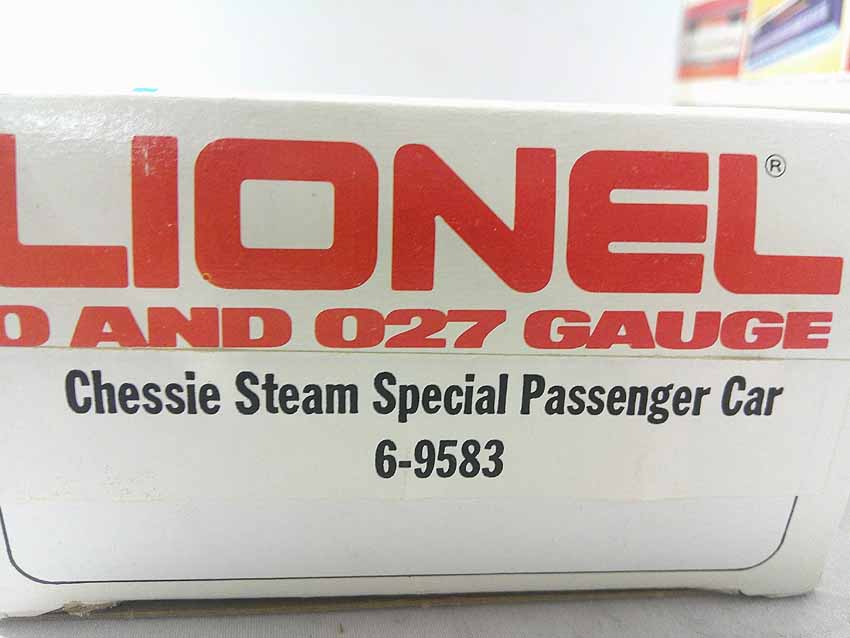 LIONEL®
O AND O27 GAUGE
Chessie Steam Special Passenger Car
6-9583